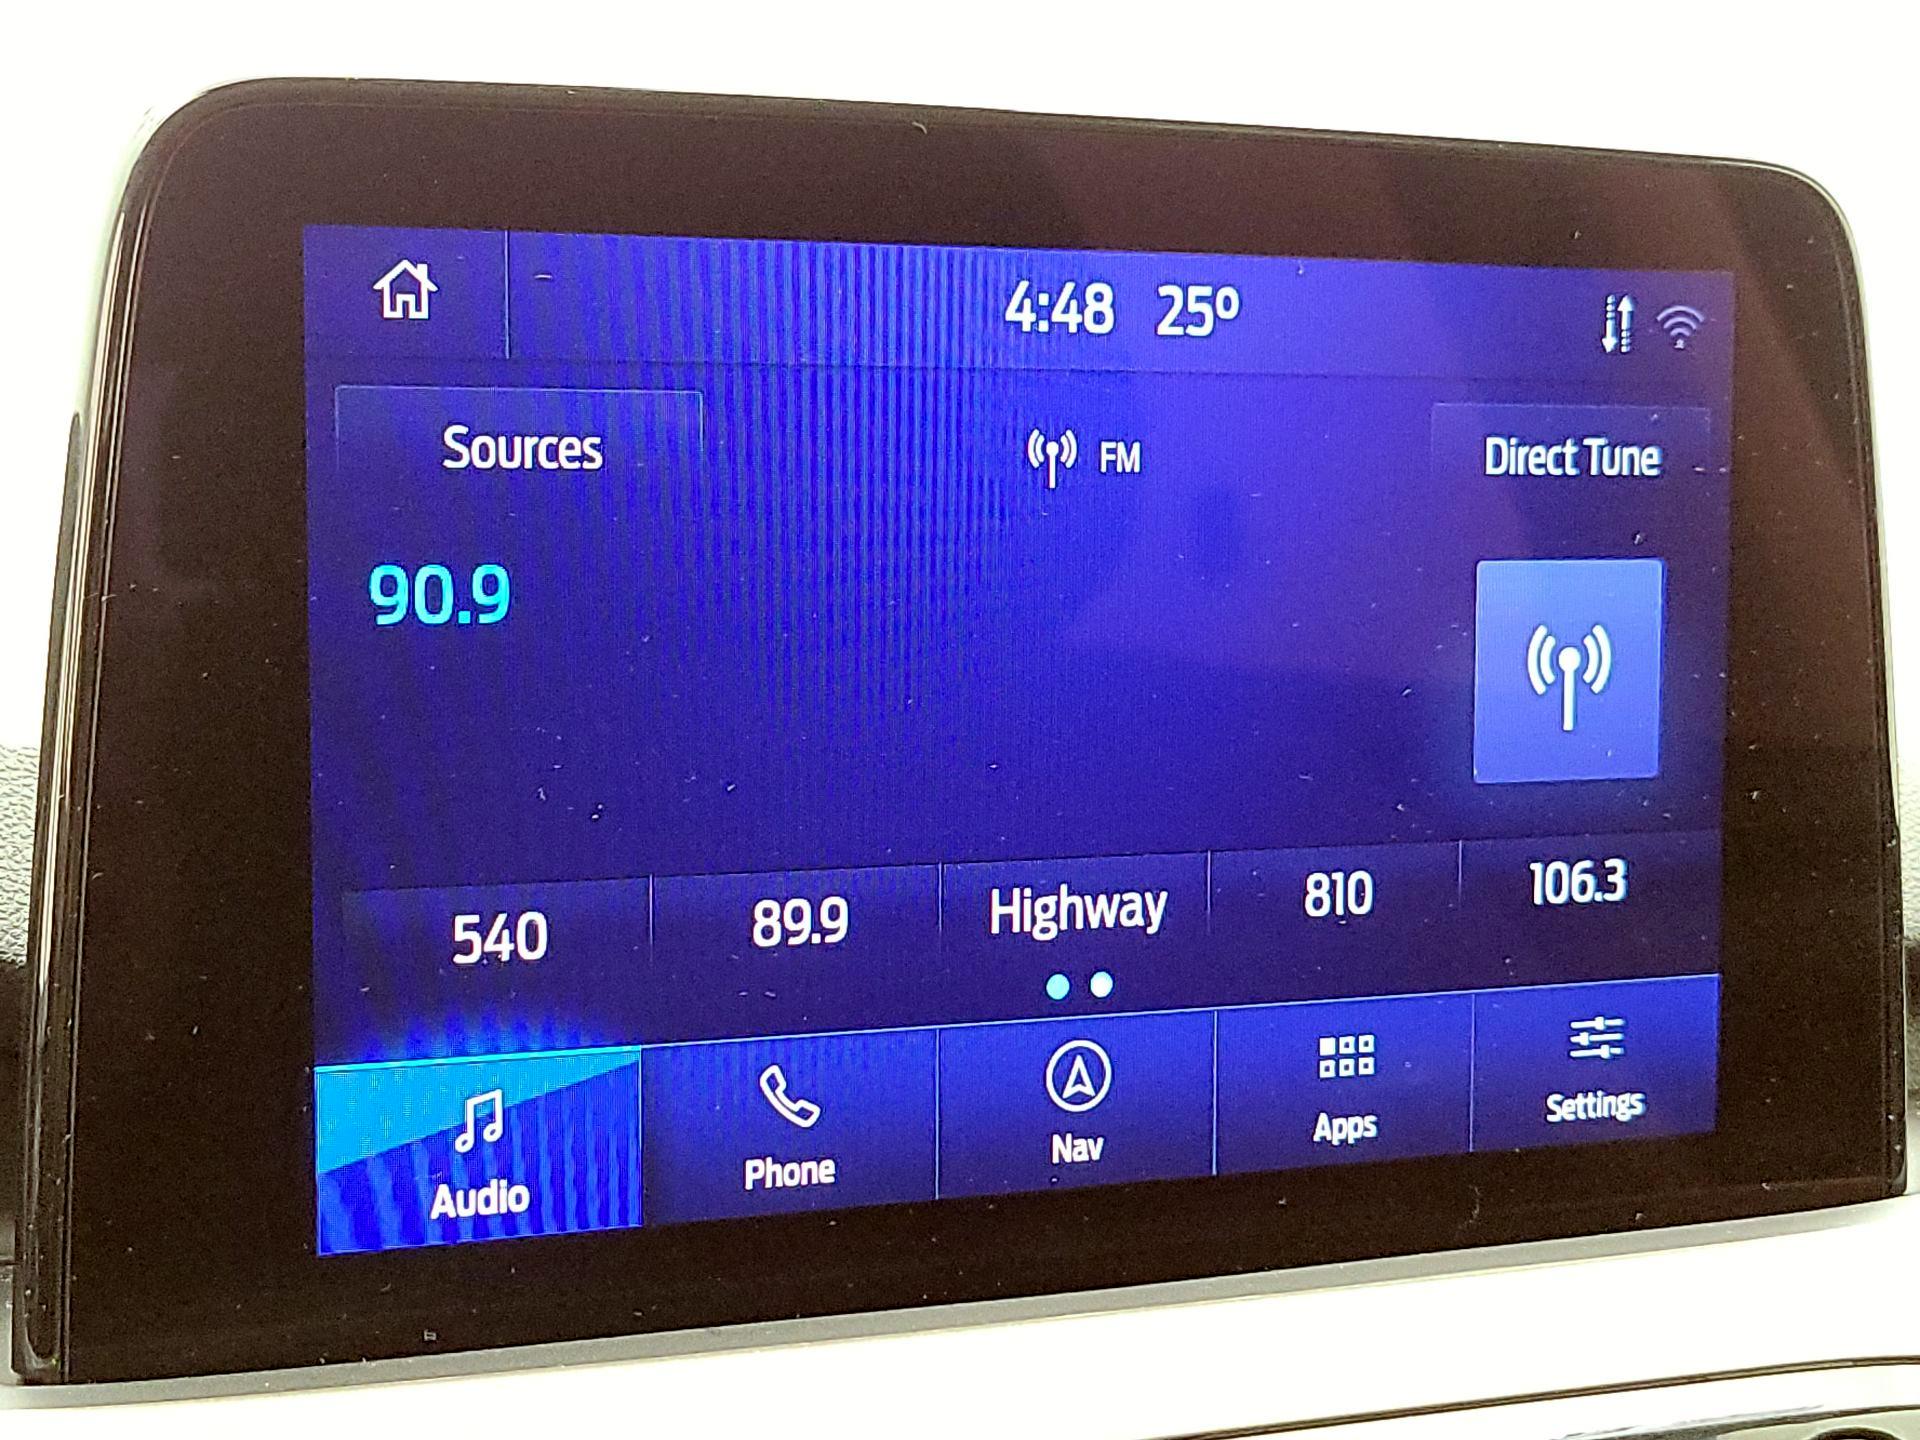 4:48 25º
Sources FM Direct Tune
90.9
540 89.9 Highway 810 106.3
Audio Phone Nav Apps Settings